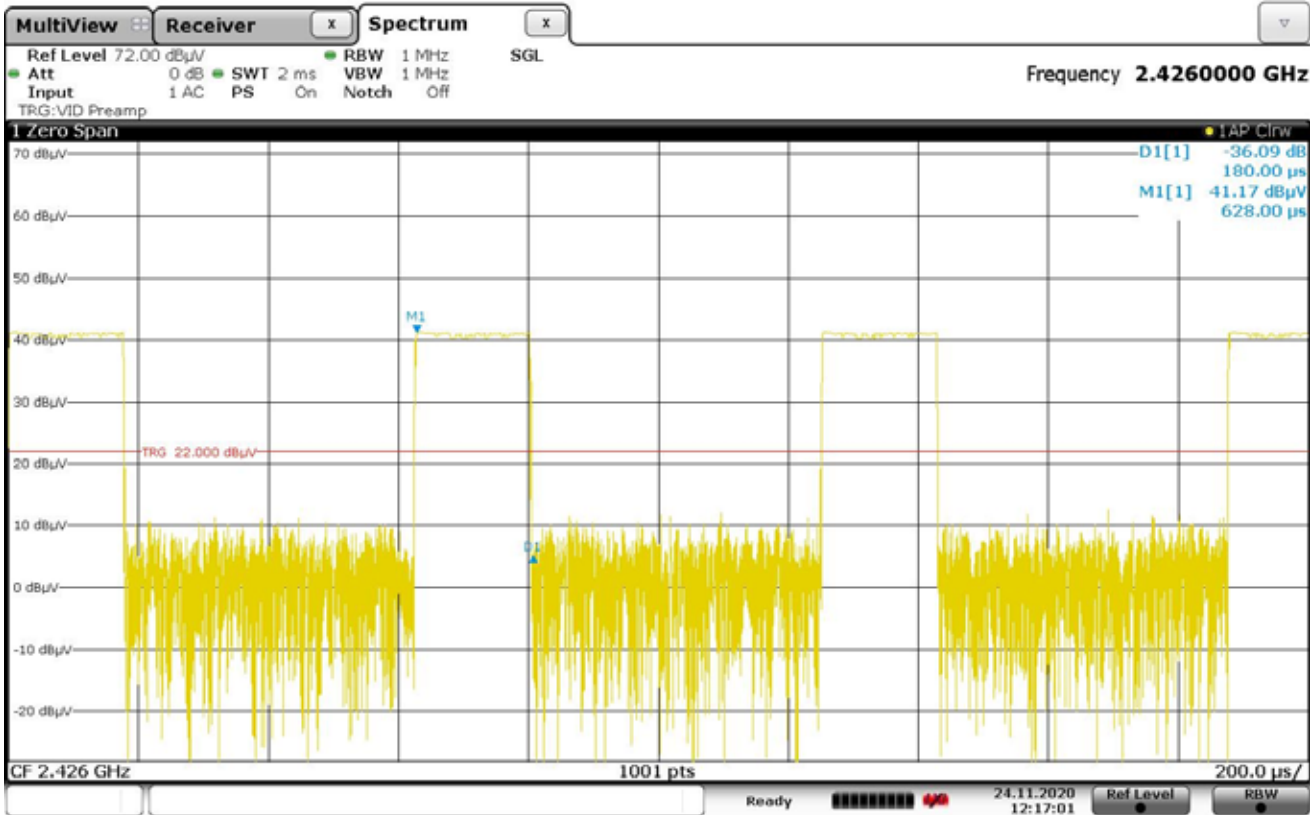 MultiView Receiver X Spectrum X
Ref Level 72.00 dBµV RBW 1 MHz SGL
Att 0 dB SWT 2 ms VBW 1 MHz Frequency 2.4260000 GHz
Input 1 AC PS On Notch Off
TRG:VID Preamp
1 Zero Span 1AP Clrw
70 dBµV D1[1] -36.09 dB
180.00 µs
M1[1] 41.17 dBµV
60 dBµV 628.00 µs
50 dBµV
M1
40 dBµV
30 dBµV
TRG 22.000 dBµV
20 dBµV
10 dBµV
D1
0 dBµV
-10 dBµV
-20 dBµV
CF 2.426 GHz 1001 pts 200.0 µs/
Ready 24.11.2020 Ref Level RBW
12:17:01